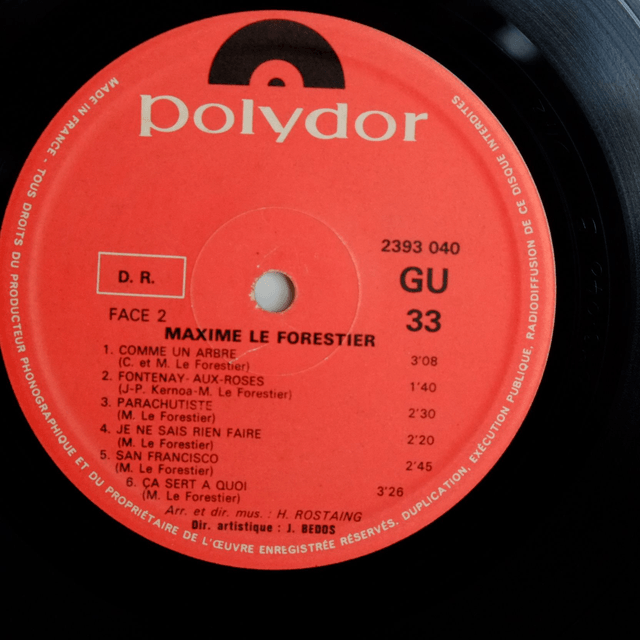 polydor
MADE IN FRANCE - TOUS DROITS DU PRODUCTEUR PHONOGRAPHIQUE ET DU PROPRIÉTAIRE DE L'ŒUVRE ENREGISTRÉE RÉSERVÉS. DUPLICATION, EXÉCUTION PUBLIQUE, RADIODIFFUSION DE CE DISQUE INTERDITES
2393 040
D. R.
GU
FACE 2
33
MAXIME LE FORESTIER
1. COMME UN ARBRE 3'08
(C. et M. Le Forestier)
2. FONTENAY-AUX-ROSES 1'40
(J-P. Kernoa-M. Le Forestier)
3. PARACHUTISTE 2'30
(M. Le Forestier)
4. JE NE SAIS RIEN FAIRE 2'20
(M. Le Forestier)
5. SAN FRANCISCO 2'45
(M. Le Forestier)
6. ÇA SERT A QUOI 3'26
(M. Le Forestier)
Arr. et dir. mus. : H. ROSTAING
Dir. artistique : J. BEDOS